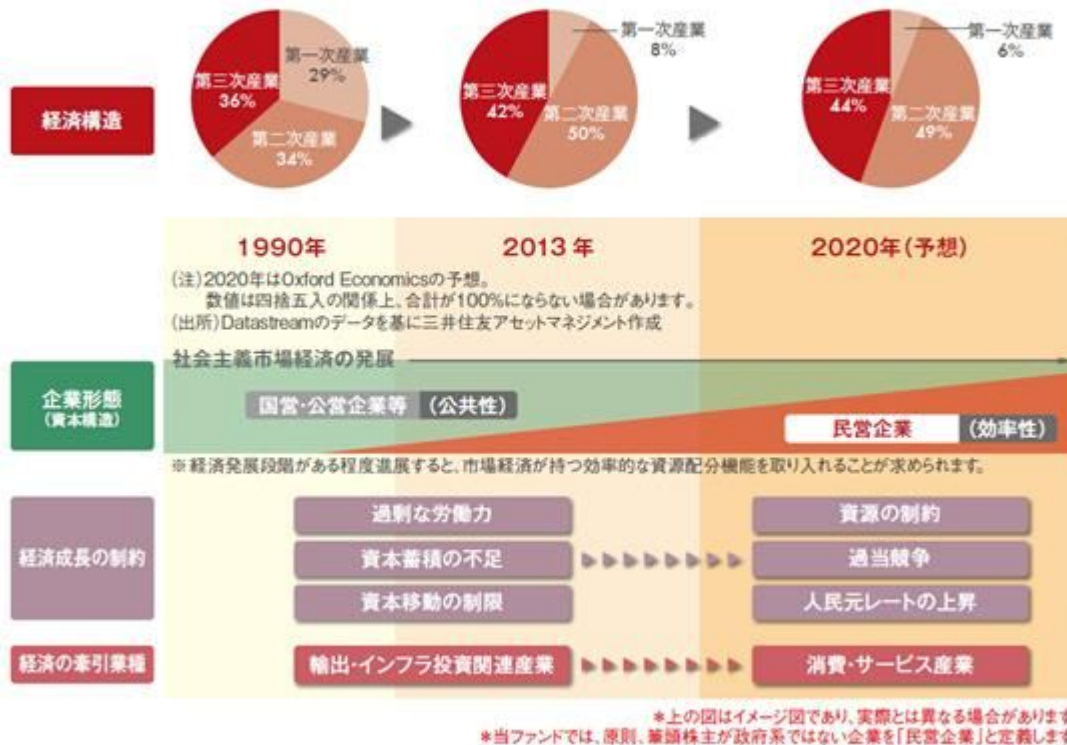 第一次産業
29%
第三次産業
36%
第二次産業
34%
第一次産業
8%
第三次産業
42%
第二次産業
50%
第一次産業
6%
第三次産業
44%
第二次産業
49%
経済構造
1990年
2013年
2020年(予想)
(注)2020年はOxford Economicsの予想。
数値は四捨五入の関係上、合計が100%にならない場合があります。
(出所)Datastreamのデータを基に三井住友アセットマネジメント作成
社会主義市場経済の発展
企業形態
(資本構造)
国営・公営企業等 (公共性)
民営企業 (効率性)
※経済発展段階がある程度進展すると、市場経済が持つ効率的な資源配分機能を取り入れることが求められます。
経済成長の制約
過剰な労働力
資源の制約
資本蓄積の不足
過当競争
資本移動の制限
人民元レートの上昇
経済の牽引業種
輸出・インフラ投資関連産業
消費・サービス産業
*上の図はイメージ図であり、実際とは異なる場合があります
*当ファンドでは、原則、筆頭株主が政府系ではない企業を「民営企業」と定義します